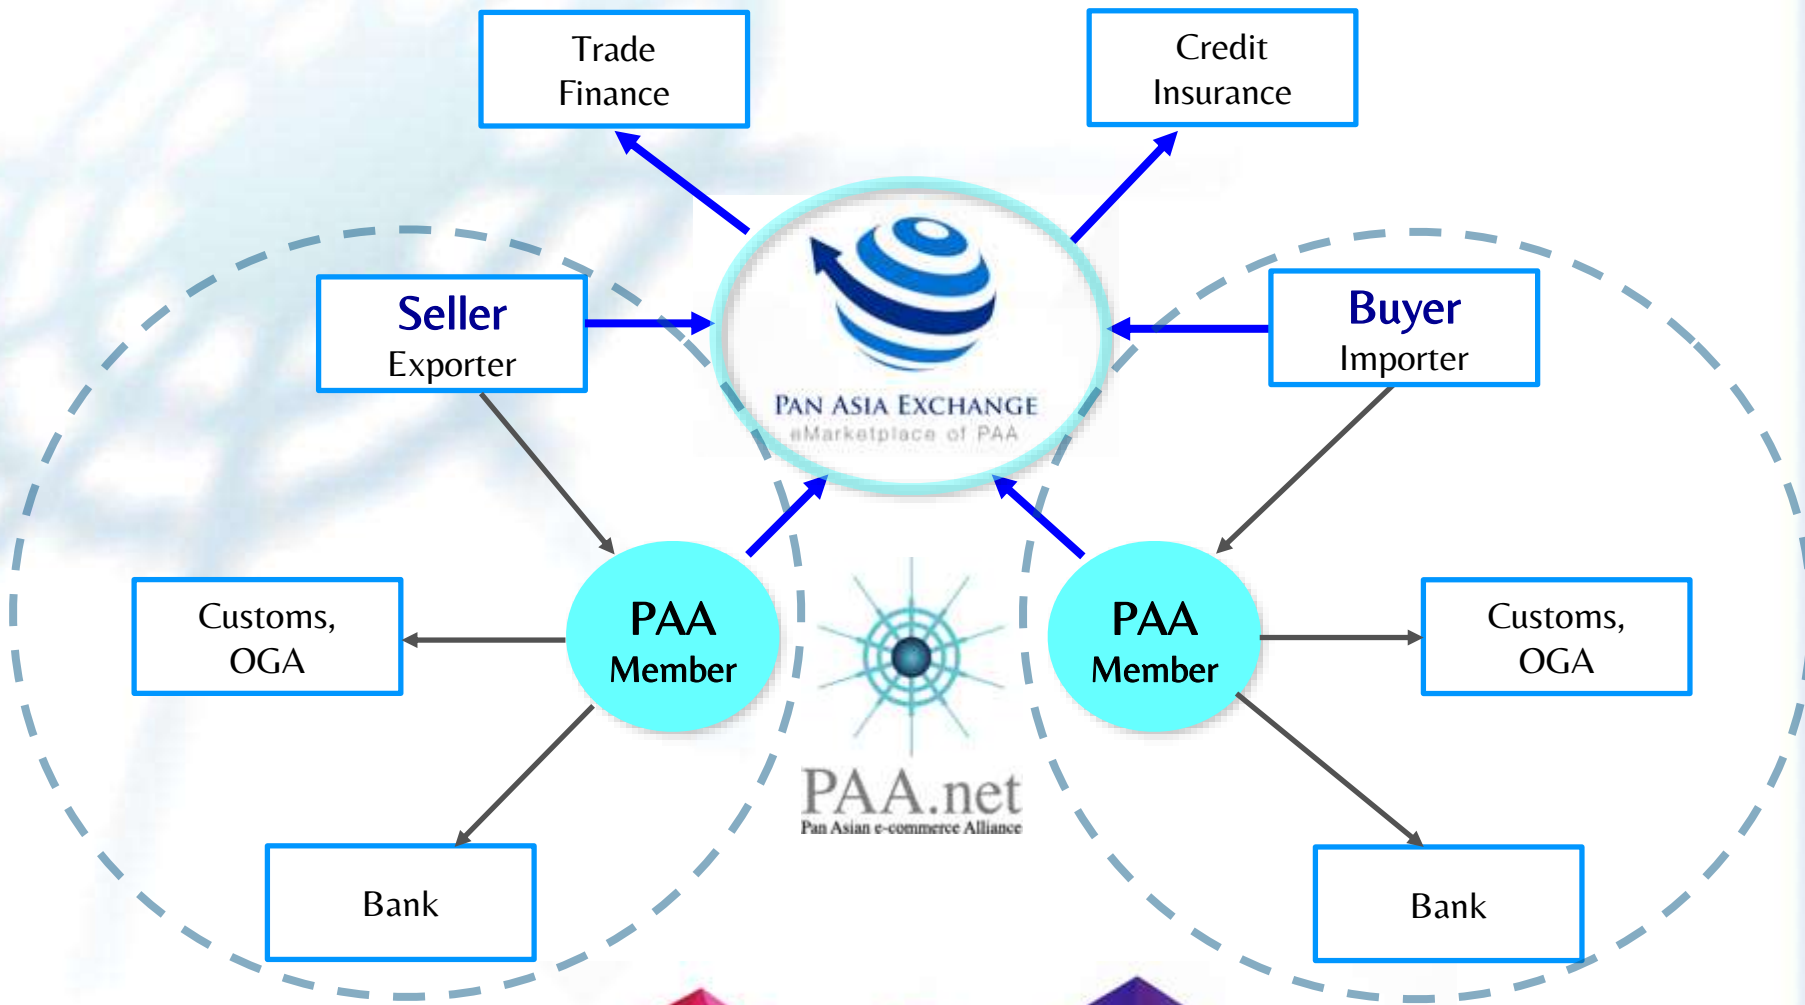 Trade
Finance
Credit
Insurance
Seller
Exporter
PAN ASIA EXCHANGE
eMarketplace of PAA
Buyer
Importer
Customs,
OGA
PAA
Member
PAA
Member
Customs,
OGA
PAA.net
Pan Asian e-commerce Alliance
Bank
Bank